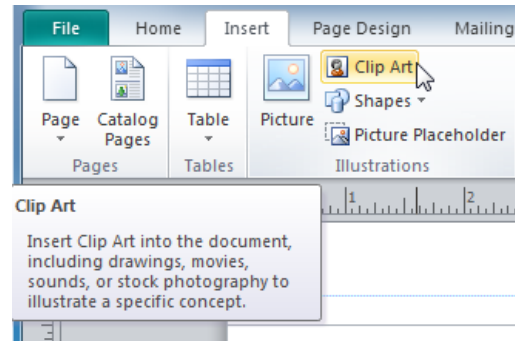 File Home Insert Page Design Mailing
Clip Art
Shapes
Picture Placeholder
Page Catalog Pages Table Picture
Pages Tables Illustrations
1 2
Clip Art
Insert Clip Art into the document,
including drawings, movies,
sounds, or stock photography to
illustrate a specific concept.